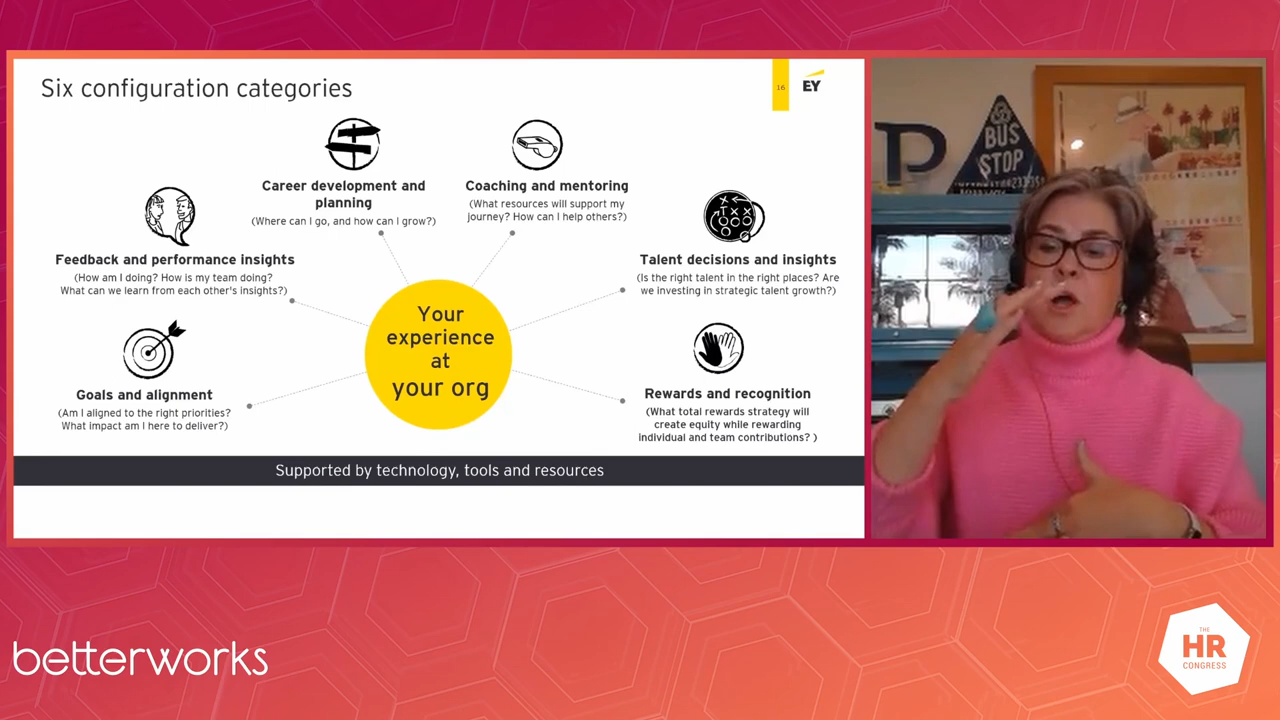 Six configuration categories
16
EY
Career development and
planning
(Where can I go, and how can I grow?)
Coaching and mentoring
(What resources will support my
journey? How can I help others?)
Feedback and performance insights
(How am I doing? How is my team doing?
What can we learn from each other's insights?)
Talent decisions and insights
(Is the right talent in the right places? Are
we investing in strategic talent growth?)
Goals and alignment
(Am I aligned to the right priorities?
What impact am I here to deliver?)
Rewards and recognition
(What total rewards strategy will
create equity while rewarding
individual and team contributions? )
Your
experience
at
your org
Supported by technology, tools and resources
P
BUS
STOP
betterworks
THE
HR
CONGRESS